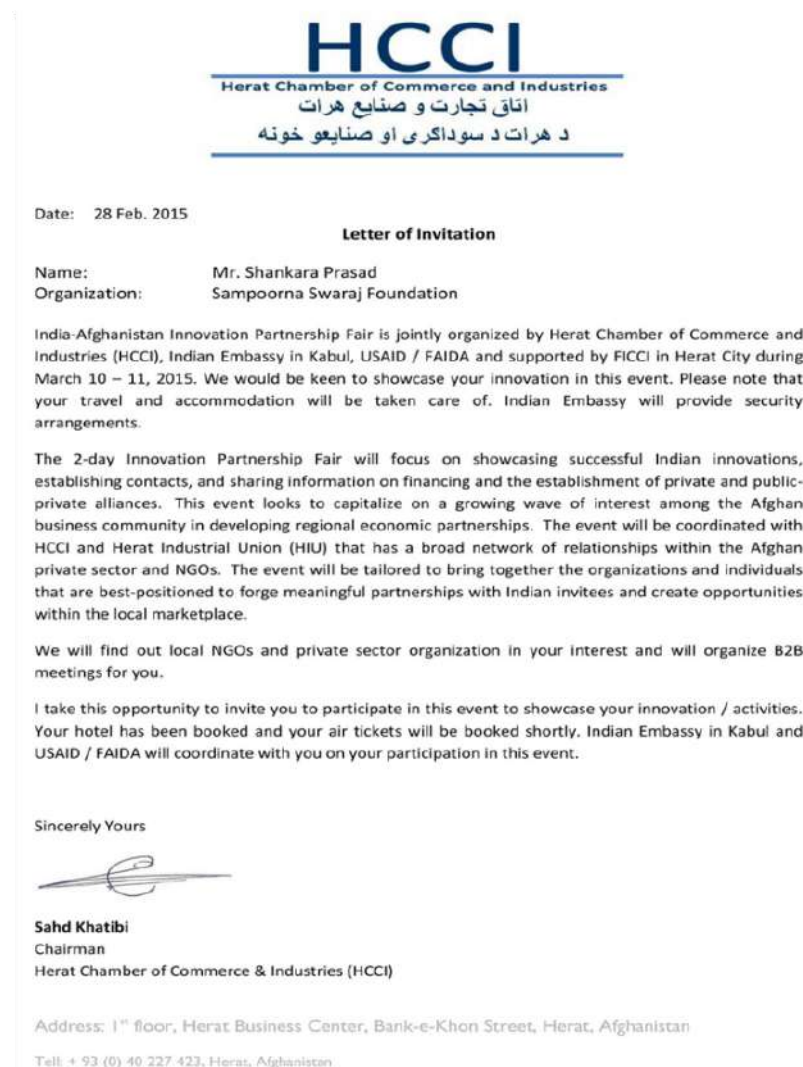 HCCI
Herat Chamber of Commerce and Industries
اتاق تجارت و صنایع هرات
د هرات د سوداگری او صنایعو خونه
Date: 28 Feb. 2015
Letter of Invitation
Name: Mr. Shankara Prasad
Organization: Sampoorna Swaraj Foundation
India-Afghanistan Innovation Partnership Fair is jointly organized by Herat Chamber of Commerce and
Industries (HCCI), Indian Embassy in Kabul, USAID / FAIDA and supported by FICCI in Herat City during
March 10 – 11, 2015. We would be keen to showcase your innovation in this event. Please note that
your travel and accommodation will be taken care of. Indian Embassy will provide security
arrangements.
The 2-day Innovation Partnership Fair will focus on showcasing successful Indian innovations,
establishing contacts, and sharing information on financing and the establishment of private and public-
private alliances. This event looks to capitalize on a growing wave of interest among the Afghan
business community in developing regional economic partnerships. The event will be coordinated with
HCCI and Herat Industrial Union (HIU) that has a broad network of relationships within the Afghan
private sector and NGOs. The event will be tailored to bring together the organizations and individuals
that are best-positioned to forge meaningful partnerships with Indian invitees and create opportunities
within the local marketplace.
We will find out local NGOs and private sector organization in your interest and will organize B2B
meetings for you.
I take this opportunity to invite you to participate in this event to showcase your innovation / activities.
Your hotel has been booked and your air tickets will be booked shortly. Indian Embassy in Kabul and
USAID / FAIDA will coordinate with you on your participation in this event.
Sincerely Yours
Sahd Khatibi
Chairman
Herat Chamber of Commerce & Industries (HCCI)
Address: 1st floor, Herat Business Center, Bank-e-Khon Street, Herat, Afghanistan
Tell: + 93 (0) 40 227 423, Herat, Afghanistan